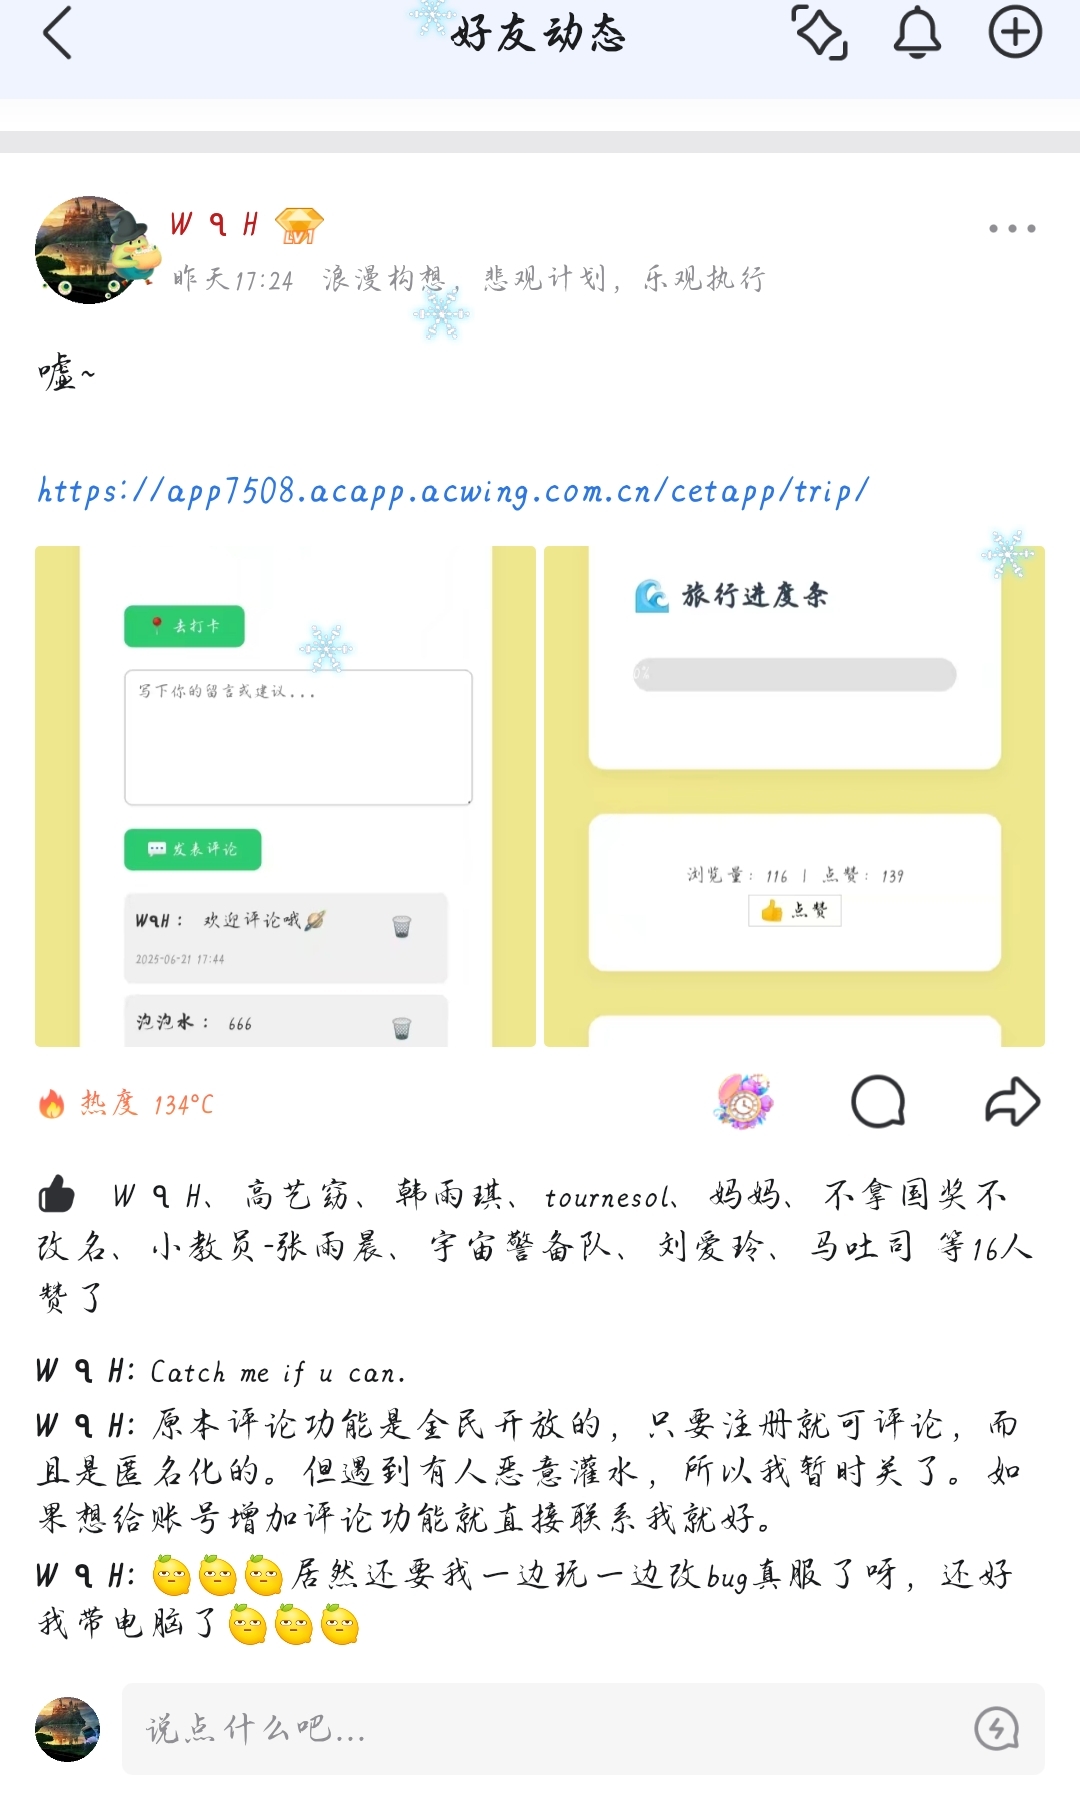 好友动态
W q H LV1
昨天17:24 浪漫构想，悲观计划，乐观执行
嘘~
https://app7508.acapp.acwing.com.cn/cetapp/trip/
📍 去打卡
写下你的留言或建议...
💬 发表评论
WqH： 欢迎评论哦🪐
2025-06-21 17:44
泡泡水： 666
🌊 旅行进度条
0%
浏览量： 116 | 点赞： 139
👍 点赞
🔥 热度 134°C
W q H、高艺窈、韩雨琪、tournesol、妈妈、不拿国奖不
改名、小教员-张雨晨、宇宙警备队、刘爱玲、马吐司 等16人
赞了
W q H: Catch me if u can.
W q H: 原本评论功能是全民开放的，只要注册就可评论，而
且是匿名化的。但遇到有人恶意灌水，所以我暂时关了。如
果想给账号增加评论功能就直接联系我就好。
W q H: 居然还要我一边玩一边改bug真服了呀，还好
我带电脑了
说点什么吧...